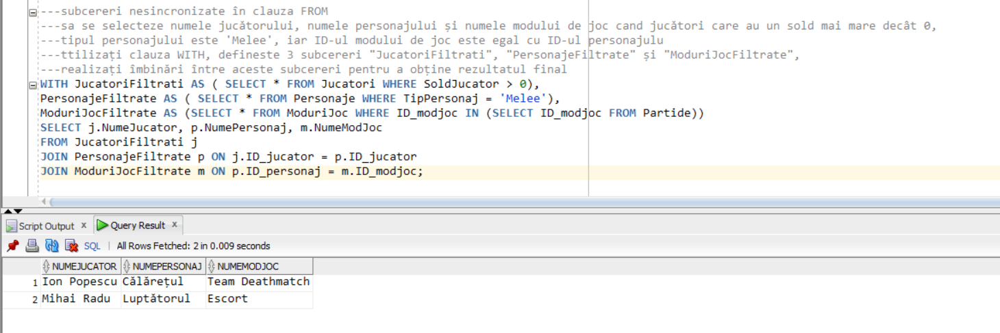 ---subcereri nesincronizate în clauza FROM
---sa se selecteze numele jucătorului, numele personajului și numele modului de joc cand jucători care au un sold mai mare decât 0,
---tipul personajului este 'Melee', iar ID-ul modului de joc este egal cu ID-ul personajulu
---ttilizați clauza WITH, defineste 3 subcereri "JucatoriFiltrati", "PersonajeFiltrate" și "ModuriJocFiltrate",
---realizați îmbinări între aceste subcereri pentru a obține rezultatul final
WITH JucatoriFiltrati AS ( SELECT * FROM Jucatori WHERE SoldJucator > 0),
PersonajeFiltrate AS ( SELECT * FROM Personaje WHERE TipPersonaj = 'Melee'),
ModuriJocFiltrate AS (SELECT * FROM ModuriJoc WHERE ID_modjoc IN (SELECT ID_modjoc FROM Partide))
SELECT j.NumeJucator, p.NumePersonaj, m.NumeModJoc
FROM JucatoriFiltrati j
JOIN PersonajeFiltrate p ON j.ID_jucator = p.ID_jucator
JOIN ModuriJocFiltrate m ON p.ID_personaj = m.ID_modjoc;
Script Output x Query Result x
SQL | All Rows Fetched: 2 in 0.009 seconds
NUMEJUCATOR NUMEPERSONAJ NUMEMODJOC
1 Ion Popescu Călărețul Team Deathmatch
2 Mihai Radu Luptătorul Escort